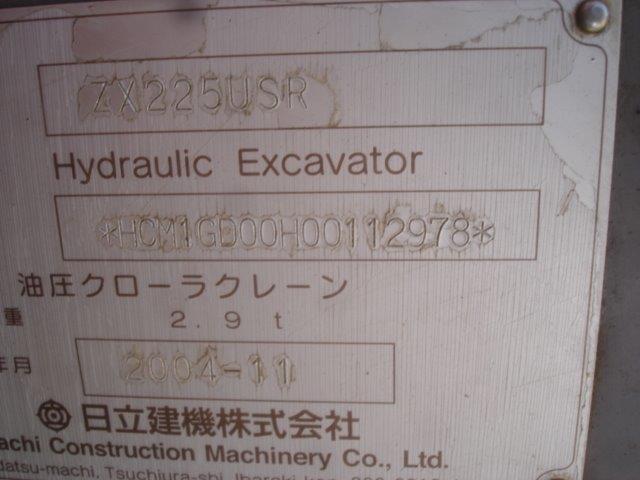 ZX225USR
Hydraulic Excavator
*HCM1GD00H00112978*
油圧クローラクレーン
重 2.9 t
年月 2004-11
日立建機株式会社
achi Construction Machinery Co., Ltd.
datsu-machi, Tsuchiura-shi, Ibaraki-ken